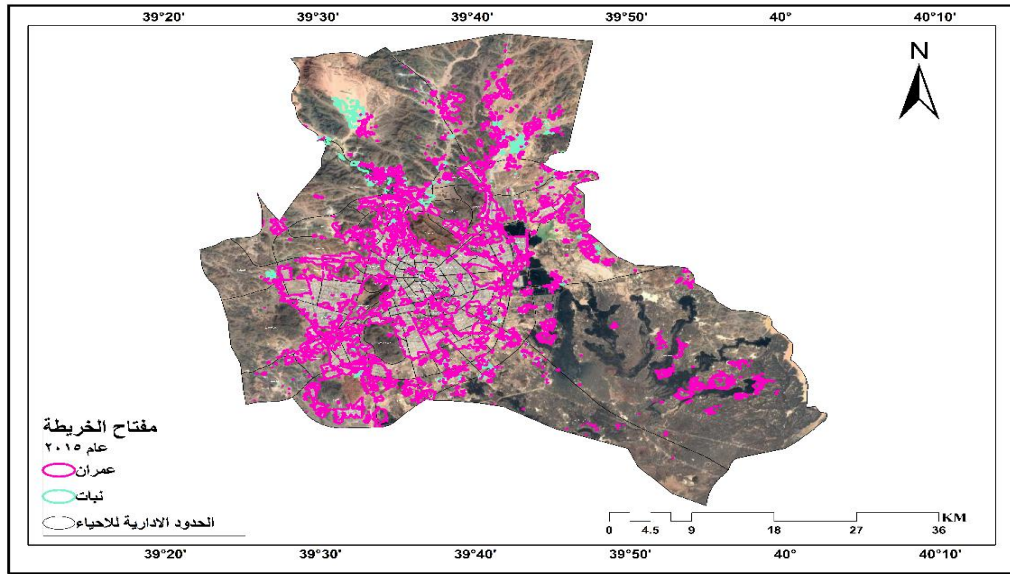 39°20' 39°30' 39°40' 39°50' 40° 40°10'
N
مفتاح الخريطة
عام ٢٠١٥
عمران
نبات
الحدود الادارية للاحياء
0 4.5 9 18 27 36 KM
39°20' 39°30' 39°40' 39°50' 40° 40°10'